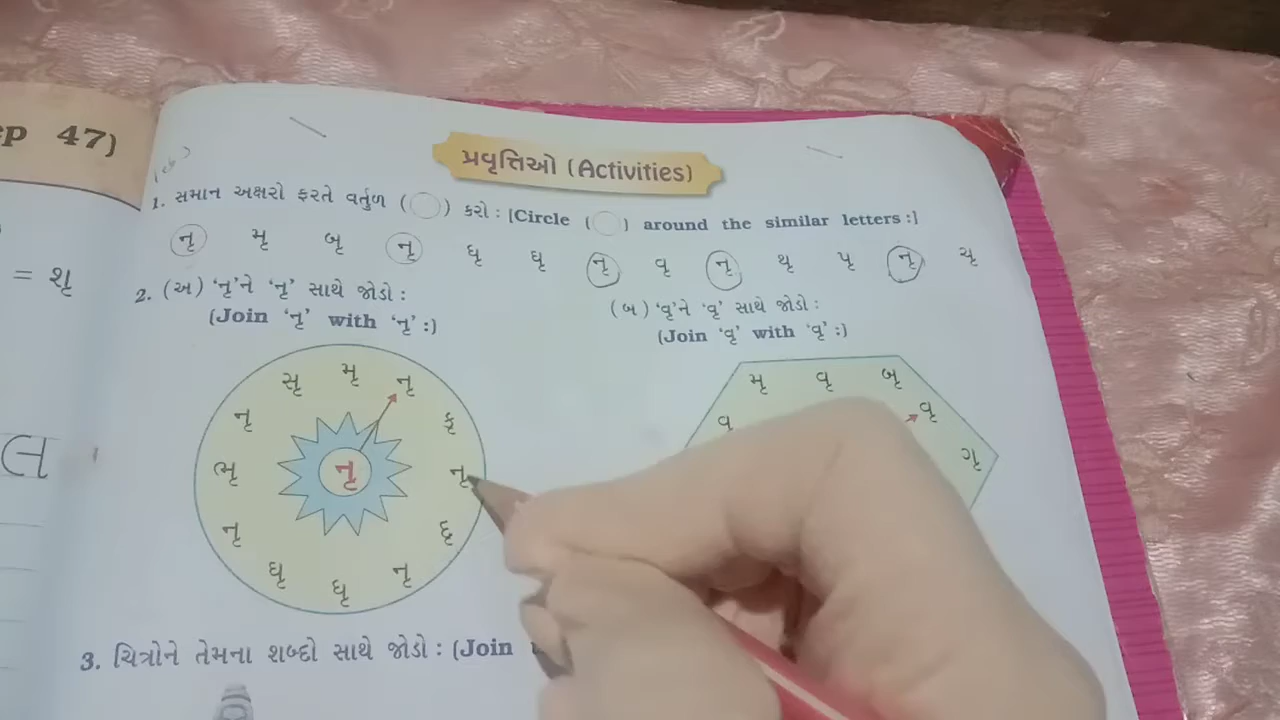 p 47)
= શૃ
લ
પ્રવૃત્તિઓ (Activities)
1. સમાન અક્ષરો ફરતે વર્તુળ ( ) કરો : [Circle ( ) around the similar letters :]
નૃ મૃ બૃ નૃ ધૃ ઘૃ નૃ વૃ નૃ થૃ પૃ નૃ ચૃ
2. (અ) ‘નૃ’ને ‘નૃ’ સાથે જોડો :
(Join ‘નૃ’ with ‘નૃ’ :)
(બ) ‘વૃ’ને ‘વૃ’ સાથે જોડો :
(Join ‘વૃ’ with ‘વૃ’ :)
સૃ મૃ નૃ
નૃ ફૃ
ભૃ નૃ નૃ
નૃ દૃ
ઘૃ ધૃ નૃ
મૃ વૃ બૃ
વૃ
ગૃ
3. ચિત્રોને તેમના શબ્દો સાથે જોડો : (Join